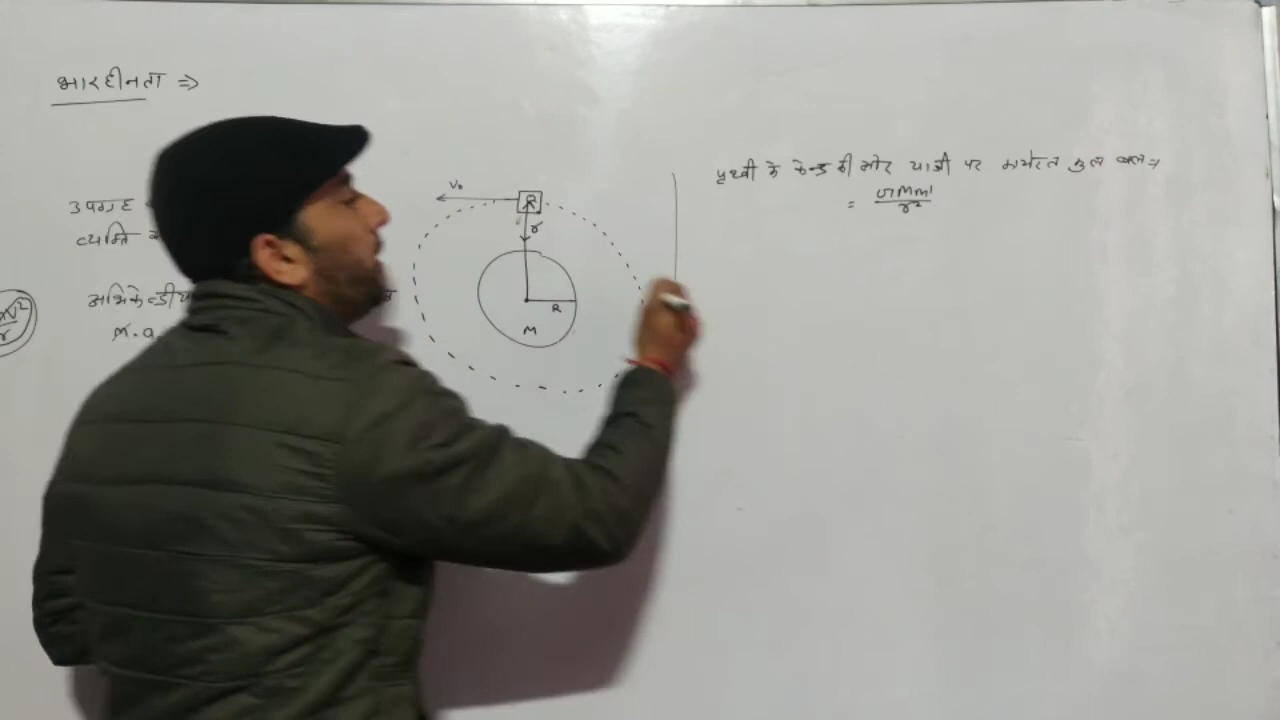 भारहीनता ⇒
उपग्रह
व्यक्ति
अभिकेन्द्रीय
m.a.
V₀
r
R
M
पृथ्वी के केन्द्र की ओर यात्री पर कार्यरत कुल बल ⇒
= GMm'/r²